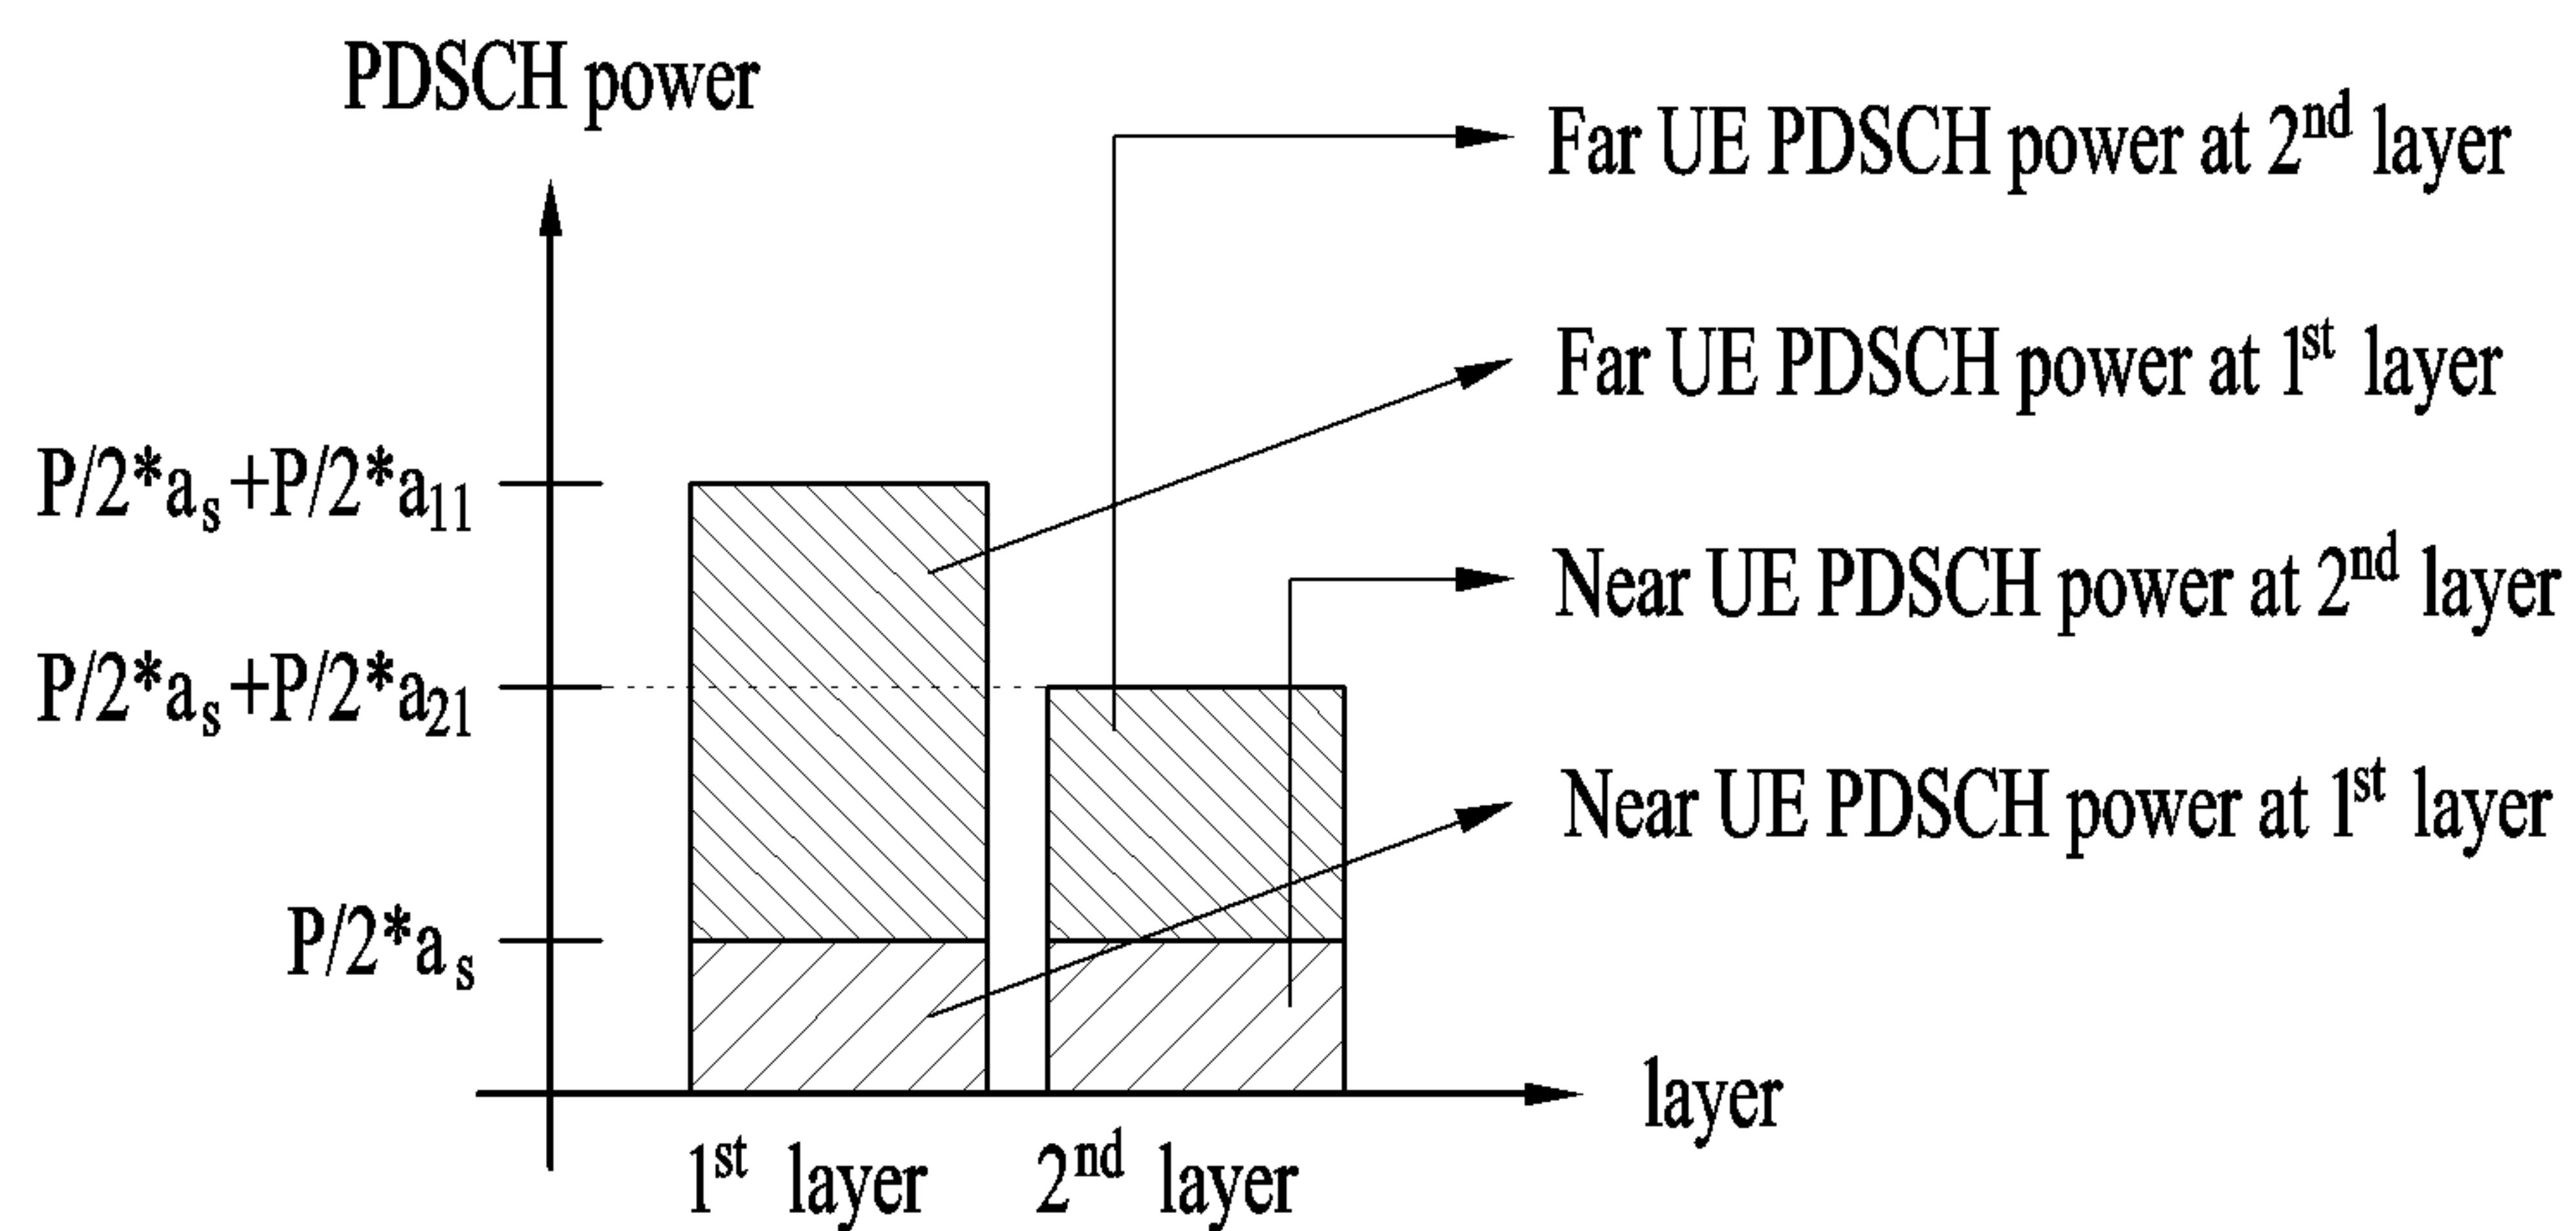 PDSCH power
Far UE PDSCH power at 2nd layer
Far UE PDSCH power at 1st layer
P/2*as+P/2*a11
Near UE PDSCH power at 2nd layer
P/2*as+P/2*a21
Near UE PDSCH power at 1st layer
P/2*as
layer
1st layer
2nd layer